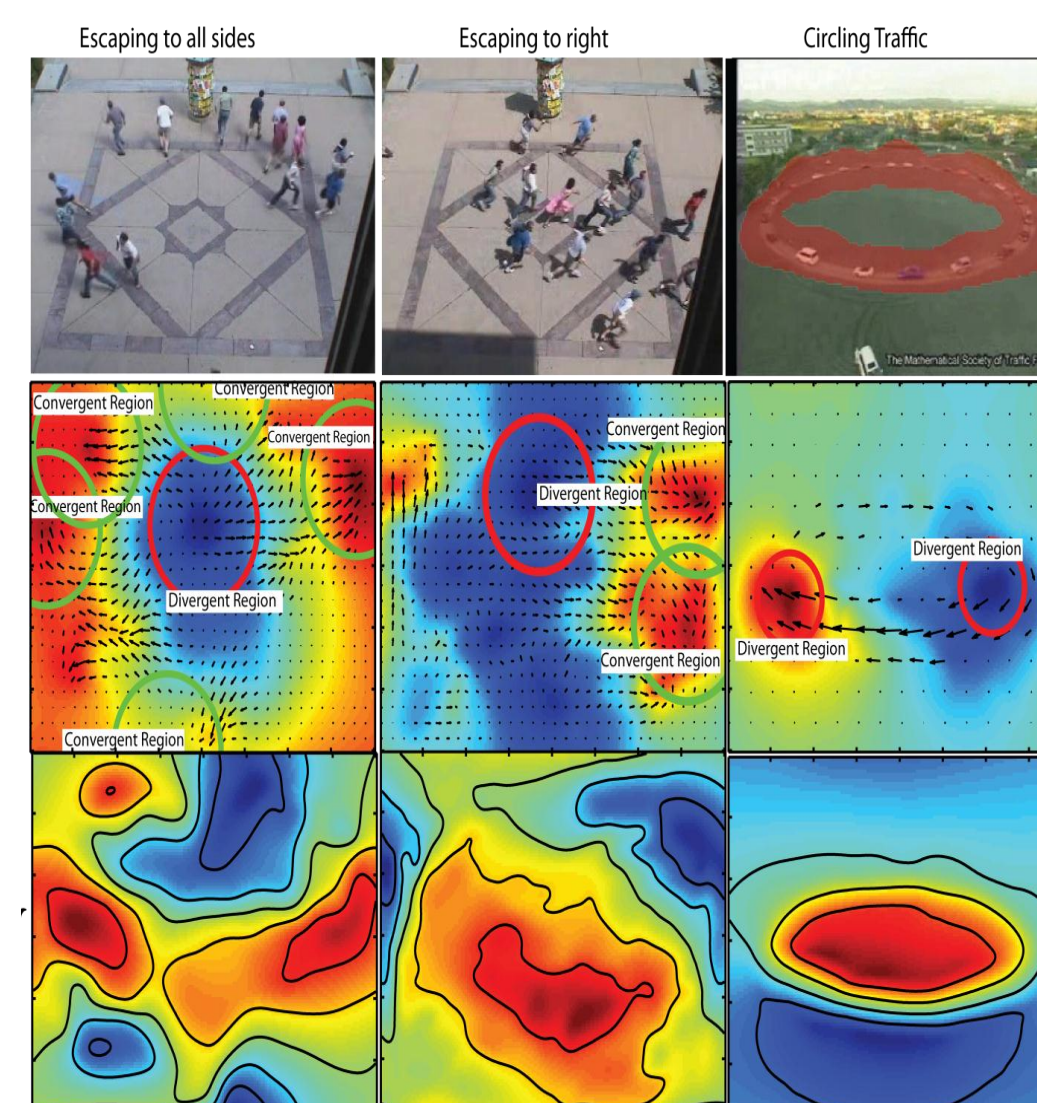 Escaping to all sides
Escaping to right
Circling Traffic
The Mathematical Society of Traffic
Convergent Region
Convergent Region
Convergent Region
Convergent Region
Divergent Region
Convergent Region
Convergent Region
Divergent Region
Convergent Region
Divergent Region
Divergent Region